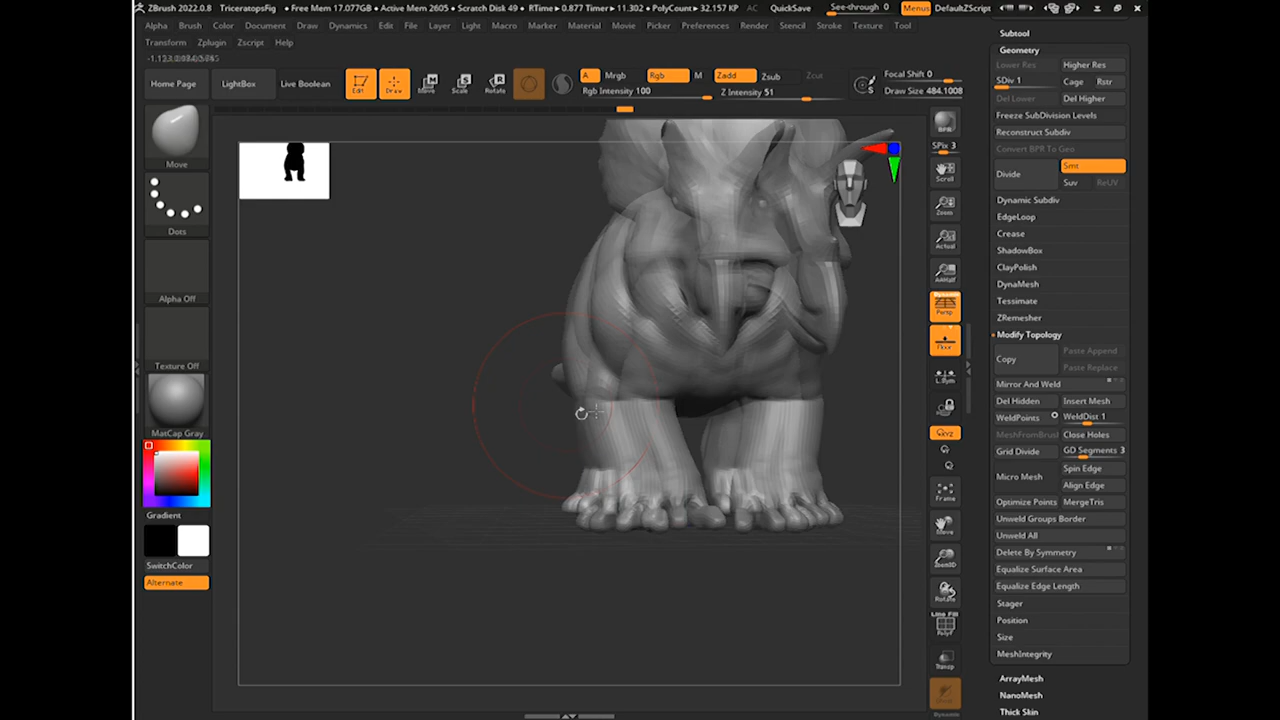 ZBrush 2022.0.8 TriceratopsFig • Free Mem 17.077GB • Active Mem 2605 • Scratch Disk 49 • RTime▸0.877 Timer▸11.302 • PolyCount▸32.157 KP AC QuickSave See-through 0 Menus DefaultZScript
Alpha Brush Color Document Draw Dynamics Edit File Layer Light Macro Marker Material Movie Picker Preferences Render Stencil Stroke Texture Tool
Transform Zplugin Zscript Help
Home Page LightBox Live Boolean Edit Draw Move Scale Rotate A Mrgb Rgb M Zadd Zsub Zcut Focal Shift 0
Rgb Intensity 100 Z Intensity 51 Draw Size 484.1008
Move
Dots
Alpha Off
Texture Off
MatCap Gray
Gradient
SwitchColor
Alternate
BPR
SPix 3
Scroll
Zoom
Actual
AAHalf
Persp
Floor
L.Sym
Frame
Move
Zoom3D
Rotate
Line Fill
PolyF
Transp
Dynamic
Subtool
Geometry
Lower Res Higher Res
SDiv 1 Cage Rstr
Del Lower Del Higher
Freeze SubDivision Levels
Reconstruct Subdiv
Convert BPR To Geo
Divide Smt
Suv ReUV
Dynamic Subdiv
EdgeLoop
Crease
ShadowBox
ClayPolish
DynaMesh
Tessimate
ZRemesher
Modify Topology
Copy Paste Append
Paste Replace
Mirror And Weld
Del Hidden Insert Mesh
WeldPoints WeldDist 1
MeshFromBrush Close Holes
Grid Divide GD Segments 3
Micro Mesh Spin Edge
Align Edge
Optimize Points MergeTris
Unweld Groups Border
Unweld All
Delete By Symmetry
Equalize Surface Area
Equalize Edge Length
Stager
Position
Size
MeshIntegrity
ArrayMesh
NanoMesh
Thick Skin